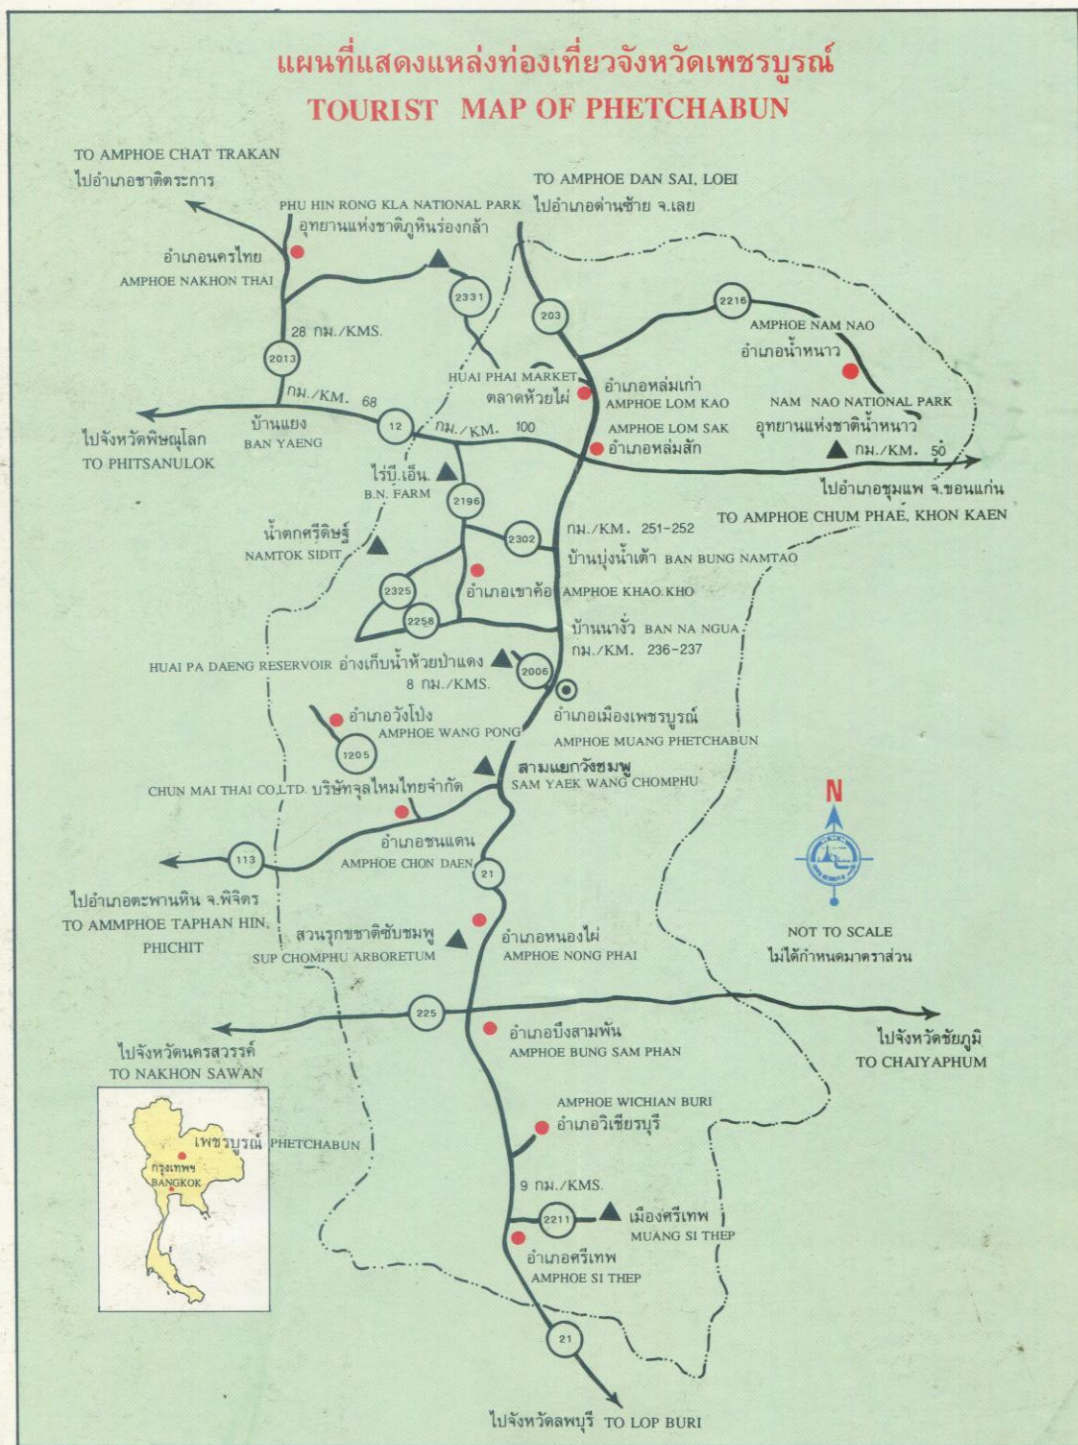 แผนที่แสดงแหล่งท่องเที่ยวจังหวัดเพชรบูรณ์
TOURIST MAP OF PHETCHABUN
TO AMPHOE CHAT TRAKAN
ไปอำเภอชาติตระการ
TO AMPHOE DAN SAI, LOEI
ไปอำเภอด่านซ้าย จ.เลย
PHU HIN RONG KLA NATIONAL PARK
อุทยานแห่งชาติภูหินร่องกล้า
อำเภอนครไทย
AMPHOE NAKHON THAI
2331
203
2216
28 กม./KMS.
2013
AMPHOE NAM NAO
อำเภอน้ำหนาว
HUAI PHAI MARKET
ตลาดห้วยไผ่
อำเภอหล่มเก่า
AMPHOE LOM KAO
NAM NAO NATIONAL PARK
อุทยานแห่งชาติน้ำหนาว
กม./KM. 68
12
กม./KM. 100
AMPHOE LOM SAK
อำเภอหล่มสัก
กม./KM. 50
ไปจังหวัดพิษณุโลก
TO PHITSANULOK
บ้านแยง
BAN YAENG
ไปอำเภอชุมแพ จ.ขอนแก่น
TO AMPHOE CHUM PHAE, KHON KAEN
ไร่บี.เอ็น.
B.N. FARM
2196
น้ำตกศรีดิษฐ์
NAMTOK SIDIT
2302
กม./KM. 251-252
บ้านบุ่งน้ำเต้า BAN BUNG NAMTAO
2325
อำเภอเขาค้อ AMPHOE KHAO KHO
2258
บ้านนางั่ว BAN NA NGUA
กม./KM. 236-237
HUAI PA DAENG RESERVOIR อ่างเก็บน้ำห้วยป่าแดง
8 กม./KMS.
2006
อำเภอเมืองเพชรบูรณ์
AMPHOE MUANG PHETCHABUN
อำเภอวังโป่ง
AMPHOE WANG PONG
1205
สามแยกวังชมพู
SAM YAEK WANG CHOMPHU
CHUN MAI THAI CO,LTD. บริษัทจุลไหมไทยจำกัด
อำเภอชนแดน
AMPHOE CHON DAEN
113
21
N
ไปอำเภอตะพานหิน จ.พิจิตร
TO AMMPHOE TAPHAN HIN,
PHICHIT
สวนรุกขชาติซับชมพู
SUP CHOMPHU ARBORETUM
อำเภอหนองไผ่
AMPHOE NONG PHAI
NOT TO SCALE
ไม่ได้กำหนดมาตราส่วน
225
ไปจังหวัดนครสวรรค์
TO NAKHON SAWAN
อำเภอบึงสามพัน
AMPHOE BUNG SAM PHAN
ไปจังหวัดชัยภูมิ
TO CHAIYAPHUM
AMPHOE WICHIAN BURI
อำเภอวิเชียรบุรี
เพชรบูรณ์ PHETCHABUN
กรุงเทพฯ
BANGKOK
9 กม./KMS.
2211
เมืองศรีเทพ
MUANG SI THEP
อำเภอศรีเทพ
AMPHOE SI THEP
21
ไปจังหวัดลพบุรี TO LOP BURI